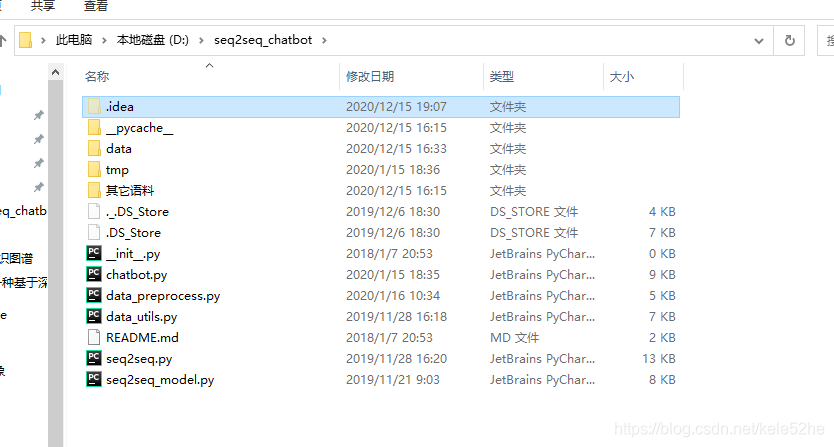 共享 查看
此电脑 本地磁盘 (D:) seq2seq_chatbot
名称 修改日期 类型 大小
.idea 2020/12/15 19:07 文件夹
__pycache__ 2020/12/15 16:15 文件夹
data 2020/12/15 16:33 文件夹
tmp 2020/1/15 18:36 文件夹
其它语料 2020/12/15 16:15 文件夹
._.DS_Store 2019/12/6 18:30 DS_STORE 文件 4 KB
.DS_Store 2019/12/6 18:30 DS_STORE 文件 7 KB
__init__.py 2018/1/7 20:53 JetBrains PyChar... 0 KB
chatbot.py 2020/1/15 18:35 JetBrains PyChar... 9 KB
data_preprocess.py 2020/1/16 10:34 JetBrains PyChar... 5 KB
data_utils.py 2019/11/28 16:18 JetBrains PyChar... 7 KB
README.md 2018/1/7 20:53 MD 文件 2 KB
seq2seq.py 2019/11/28 16:20 JetBrains PyChar... 13 KB
seq2seq_model.py 2019/11/21 9:03 JetBrains PyChar... 8 KB
eq_chatb
识图谱
一种基于深
e
https://blog.csdn.net/kele52he